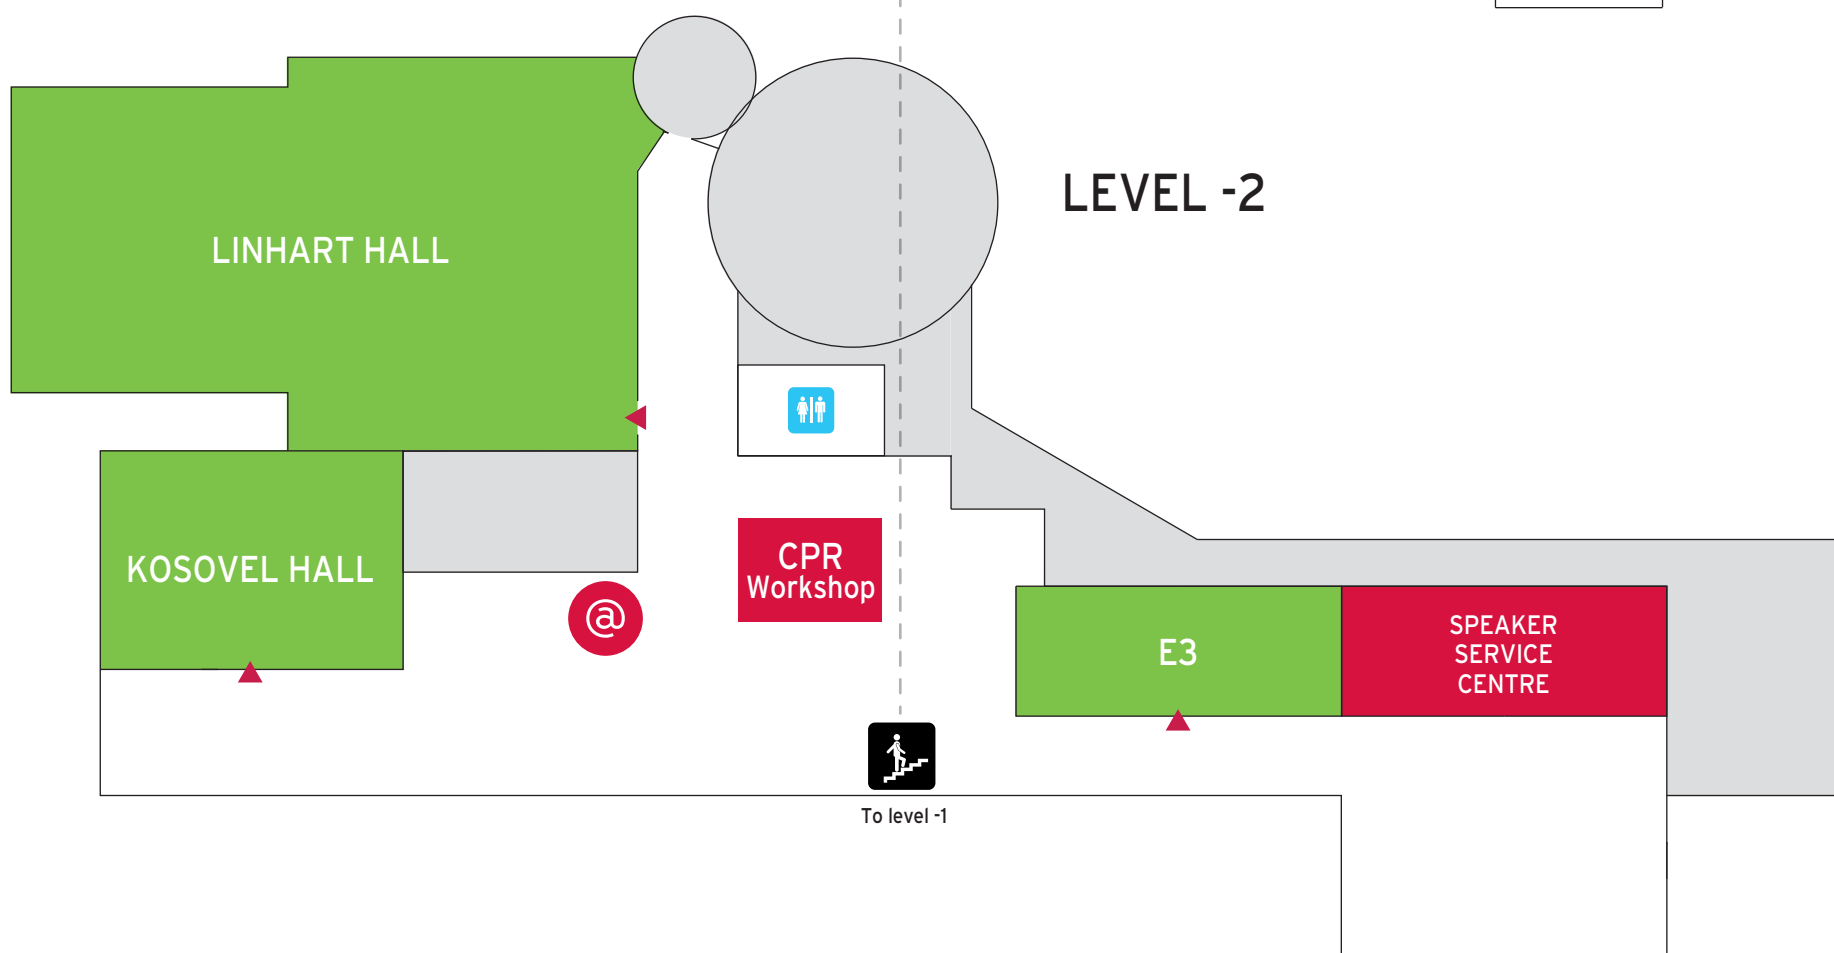 LEVEL -2
LINHART HALL
KOSOVEL HALL
CPR
Workshop
@
E3
SPEAKER
SERVICE
CENTRE
To level -1